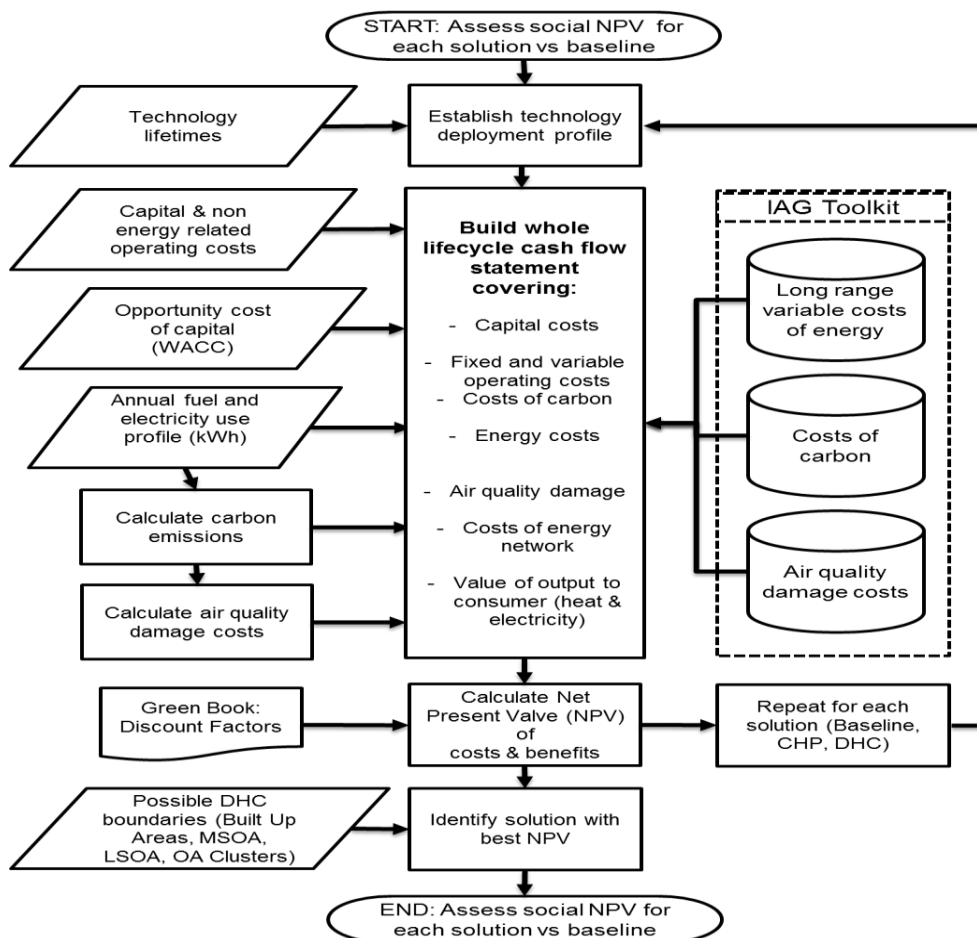 START: Assess social NPV for
each solution vs baseline
Technology
lifetimes
Establish technology
deployment profile
Capital & non
energy related
operating costs
Opportunity cost
of capital
(WACC)
Annual fuel and
electricity use
profile (kWh)
Calculate carbon
emissions
Calculate air quality
damage costs
Build whole
lifecycle cash flow
statement
covering:
- Capital costs
- Fixed and variable
operating costs
- Costs of carbon
- Energy costs
- Air quality damage
- Costs of energy
network
- Value of output to
consumer (heat &
electricity)
IAG Toolkit
Long range
variable costs
of energy
Costs of
carbon
Air quality
damage costs
Green Book:
Discount Factors
Calculate Net
Present Valve (NPV)
of
costs & benefits
Repeat for each
solution (Baseline,
CHP, DHC)
Possible DHC
boundaries (Built Up
Areas, MSOA,
LSOA, OA Clusters)
Identify solution with
best NPV
END: Assess social NPV for
each solution vs baseline